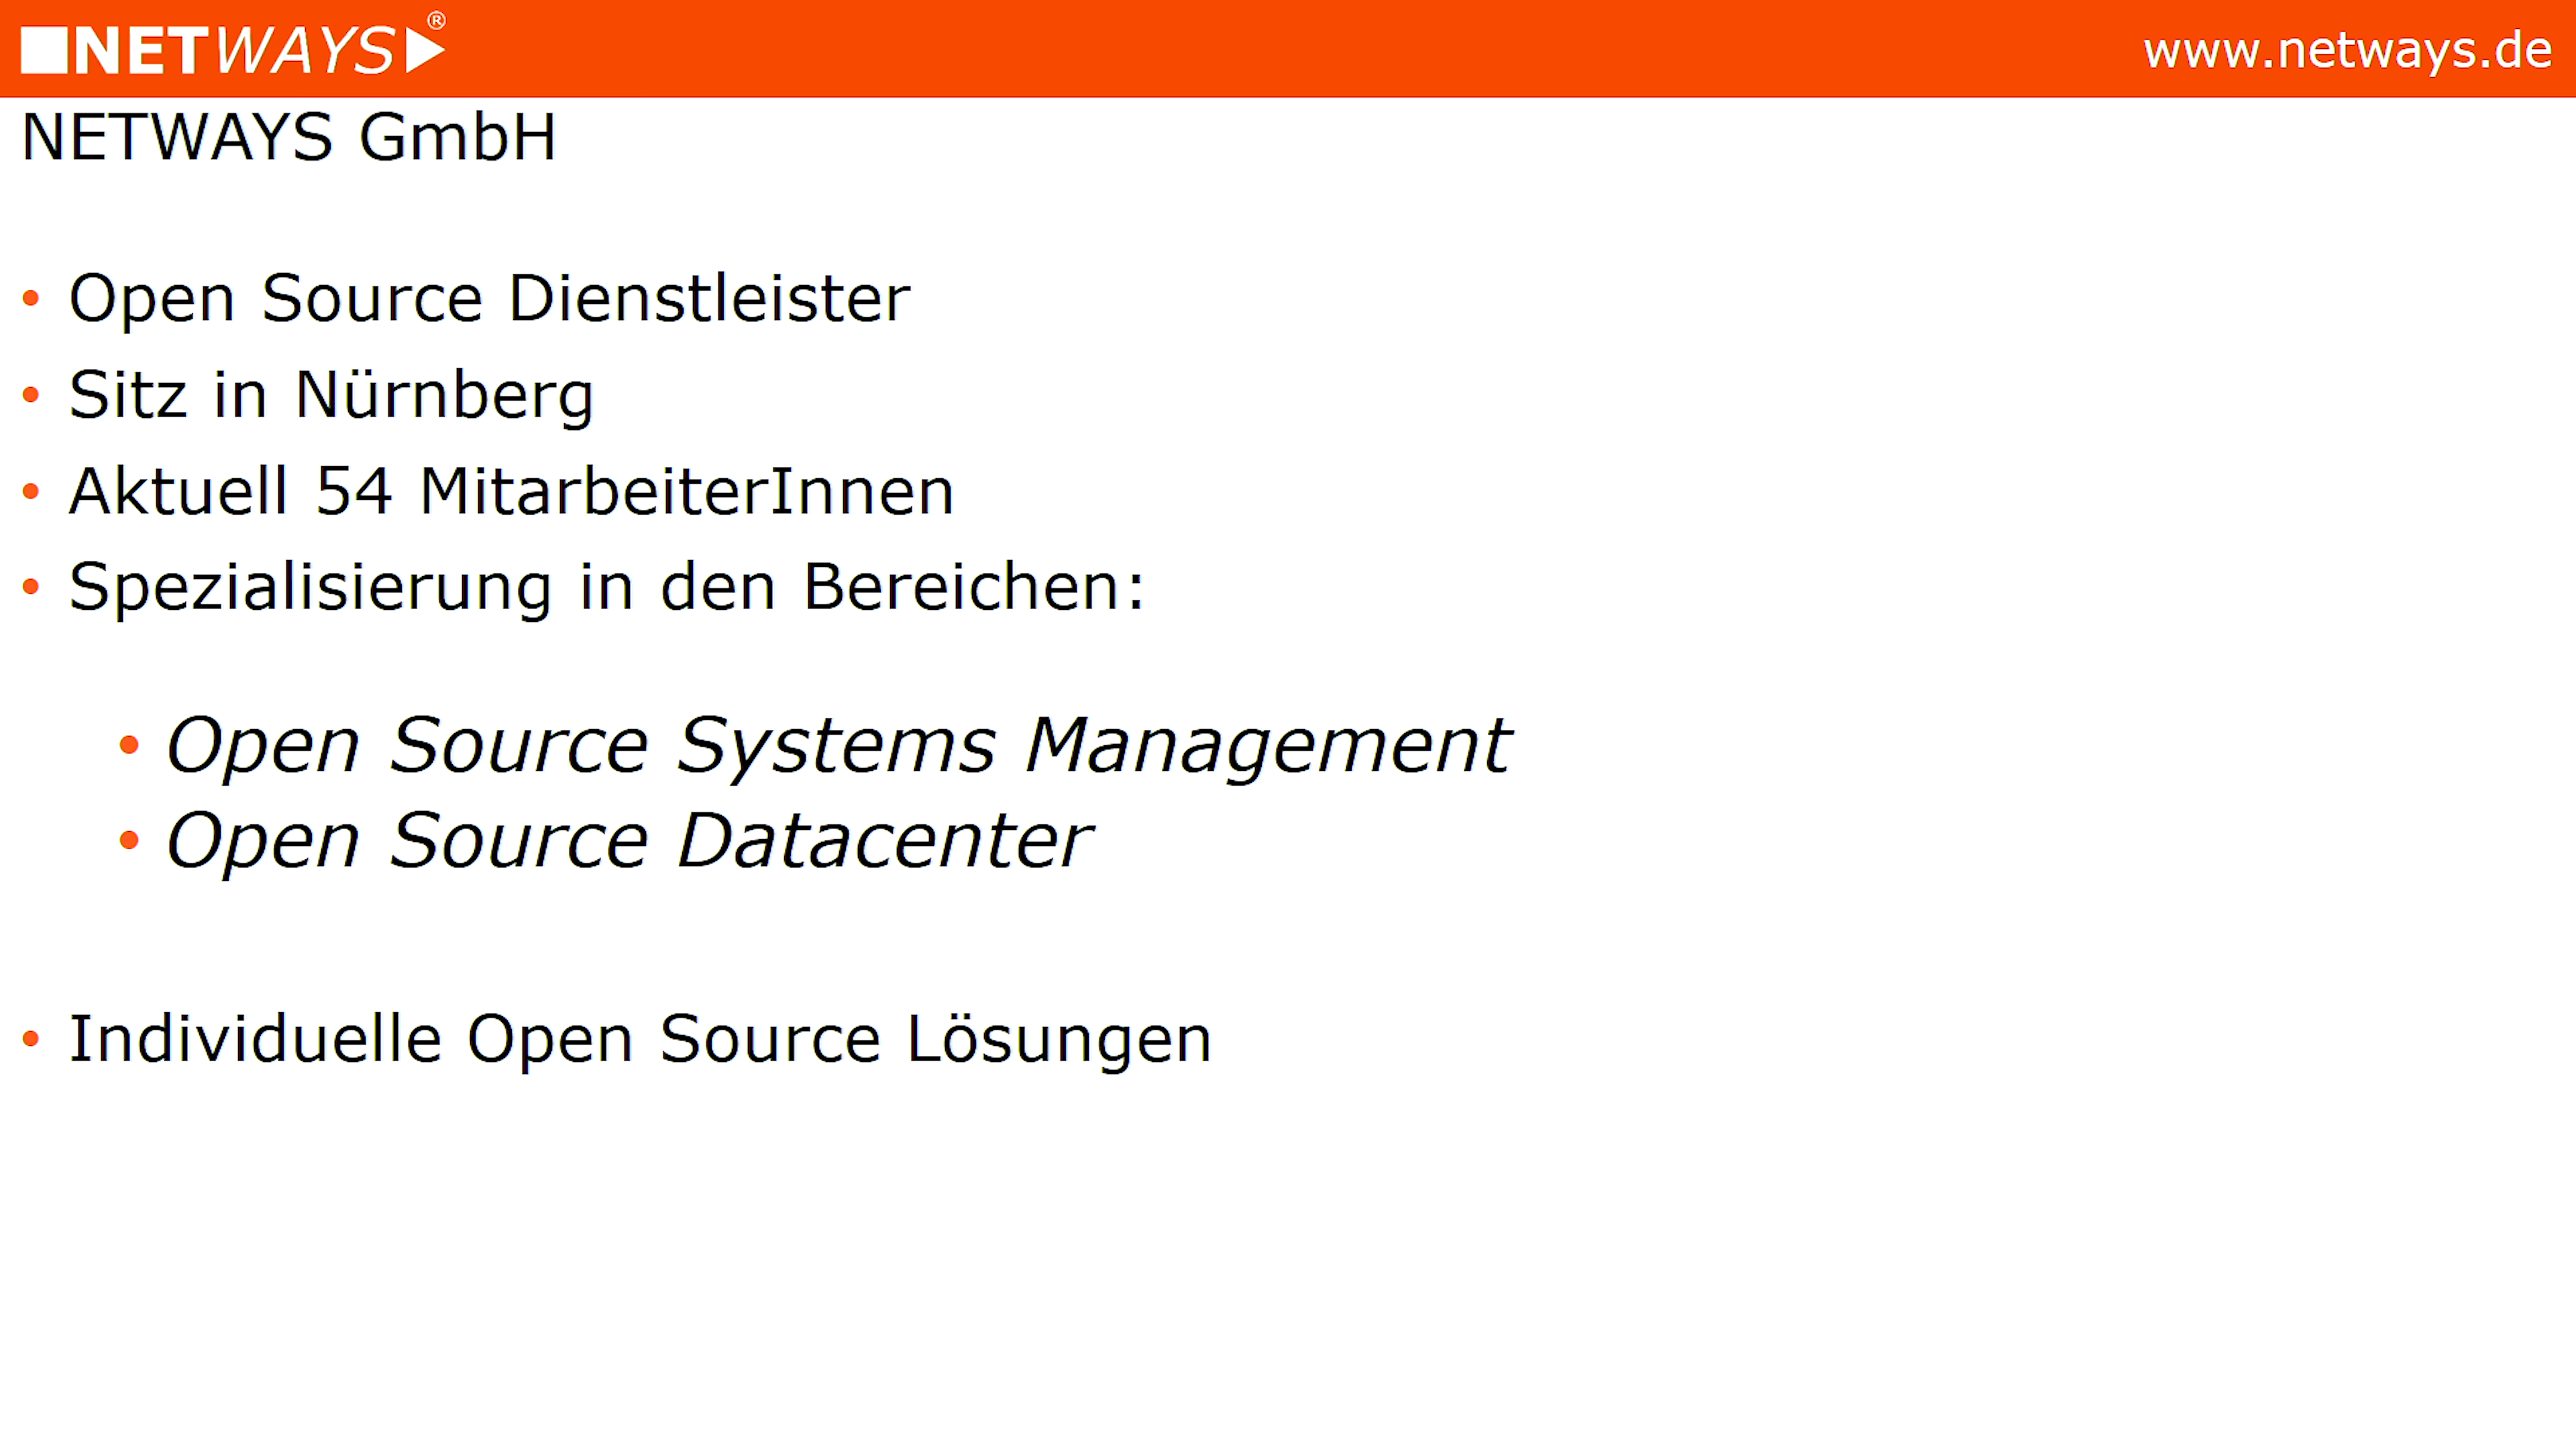 NETWAYS®
www.netways.de
NETWAYS GmbH
• Open Source Dienstleister
• Sitz in Nürnberg
• Aktuell 54 MitarbeiterInnen
• Spezialisierung in den Bereichen:
• Open Source Systems Management
• Open Source Datacenter
• Individuelle Open Source Lösungen